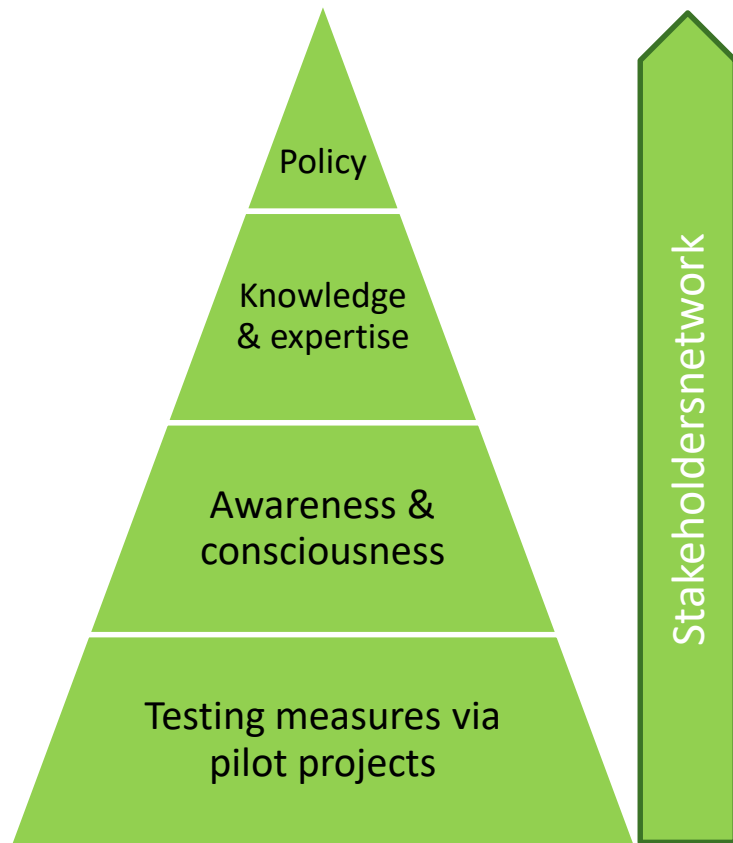 Policy
Knowledge
& expertise
Awareness &
consciousness
Testing measures via
pilot projects
Stakeholdersnetwork